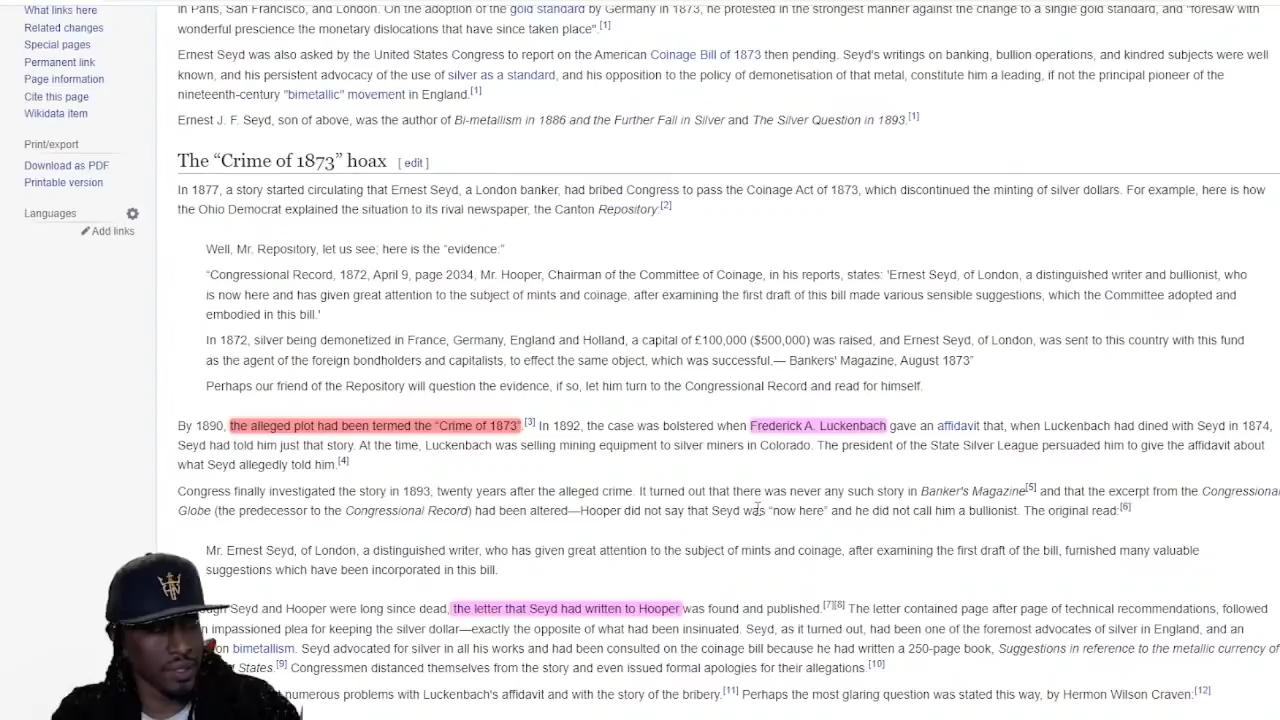 What links here
Related changes
Special pages
Permanent link
Page information
Cite this page
Wikidata item
Print/export
Download as PDF
Printable version
Languages
Add links
in Paris, San Francisco, and London. On the adoption of the gold standard by Germany in 1873, he protested in the strongest manner against the change to a single gold standard, and "foresaw with
wonderful prescience the monetary dislocations that have since taken place".[1]
Ernest Seyd was also asked by the United States Congress to report on the American Coinage Bill of 1873 then pending. Seyd's writings on banking, bullion operations, and kindred subjects were well
known, and his persistent advocacy of the use of silver as a standard, and his opposition to the policy of demonetisation of that metal, constitute him a leading, if not the principal pioneer of the
nineteenth-century "bimetallic" movement in England.[1]
Ernest J. F. Seyd, son of above, was the author of Bi-metallism in 1886 and the Further Fall in Silver and The Silver Question in 1893.[1]
The “Crime of 1873” hoax [ edit ]
In 1877, a story started circulating that Ernest Seyd, a London banker, had bribed Congress to pass the Coinage Act of 1873, which discontinued the minting of silver dollars. For example, here is how
the Ohio Democrat explained the situation to its rival newspaper, the Canton Repository:[2]
Well, Mr. Repository, let us see; here is the “evidence:”
“Congressional Record, 1872, April 9, page 2034, Mr. Hooper, Chairman of the Committee of Coinage, in his reports, states: 'Ernest Seyd, of London, a distinguished writer and bullionist, who
is now here and has given great attention to the subject of mints and coinage, after examining the first draft of this bill made various sensible suggestions, which the Committee adopted and
embodied in this bill.'
In 1872, silver being demonetized in France, Germany, England and Holland, a capital of £100,000 ($500,000) was raised, and Ernest Seyd, of London, was sent to this country with this fund
as the agent of the foreign bondholders and capitalists, to effect the same object, which was successful.— Bankers' Magazine, August 1873”
Perhaps our friend of the Repository will question the evidence, if so, let him turn to the Congressional Record and read for himself.
By 1890, the alleged plot had been termed the “Crime of 1873”.[3] In 1892, the case was bolstered when Frederick A. Luckenbach gave an affidavit that, when Luckenbach had dined with Seyd in 1874,
Seyd had told him just that story. At the time, Luckenbach was selling mining equipment to silver miners in Colorado. The president of the State Silver League persuaded him to give the affidavit about
what Seyd allegedly told him.[4]
Congress finally investigated the story in 1893, twenty years after the alleged crime. It turned out that there was never any such story in Banker's Magazine[5] and that the excerpt from the Congressional
Globe (the predecessor to the Congressional Record) had been altered—Hooper did not say that Seyd was “now here” and he did not call him a bullionist. The original read:[6]
Mr. Ernest Seyd, of London, a distinguished writer, who has given great attention to the subject of mints and coinage, after examining the first draft of the bill, furnished many valuable
suggestions which have been incorporated in this bill.
Seyd and Hooper were long since dead, the letter that Seyd had written to Hooper was found and published.[7][8] The letter contained page after page of technical recommendations, followed
impassioned plea for keeping the silver dollar—exactly the opposite of what had been insinuated. Seyd, as it turned out, had been one of the foremost advocates of silver in England, and an
on bimetallism. Seyd advocated for silver in all his works and had been consulted on the coinage bill because he had written a 250-page book, Suggestions in reference to the metallic currency of
States.[9] Congressmen distanced themselves from the story and even issued formal apologies for their allegations.[10]
numerous problems with Luckenbach's affidavit and with the story of the bribery.[11] Perhaps the most glaring question was stated this way, by Hermon Wilson Craven:[12]